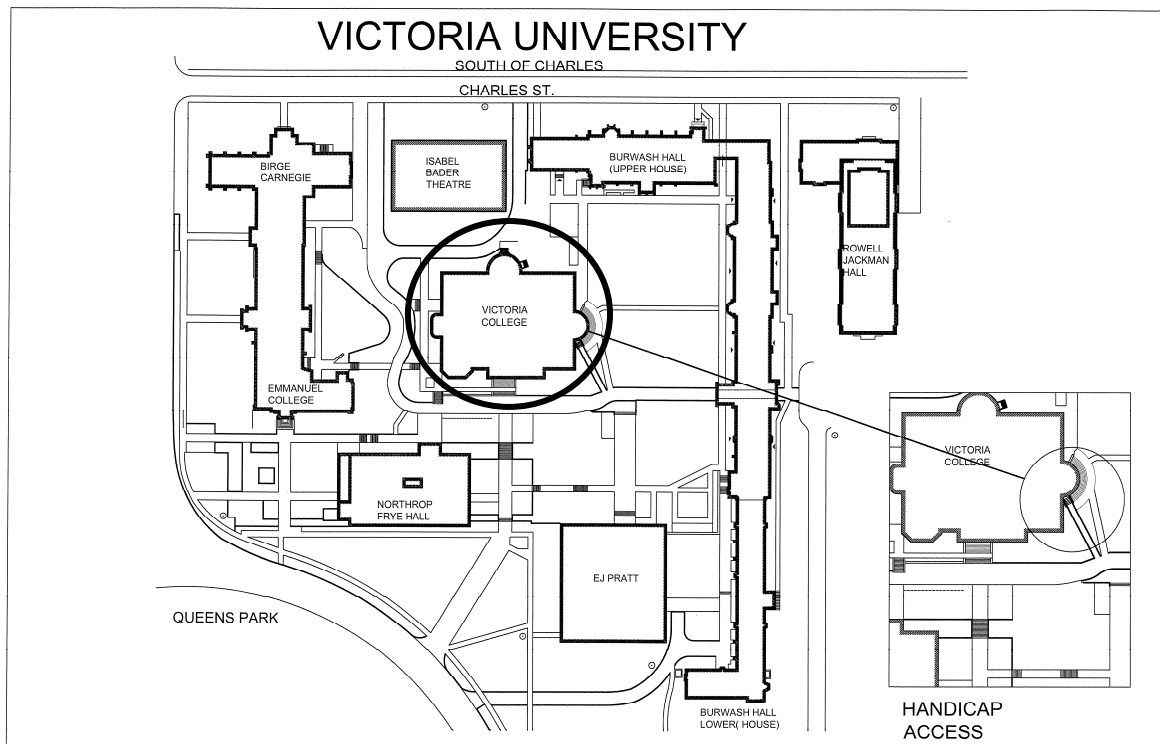 VICTORIA UNIVERSITY
SOUTH OF CHARLES
CHARLES ST.
BIRGE
CARNEGIE
ISABEL
BADER
THEATRE
BURWASH HALL
(UPPER HOUSE)
ROWELL
JACKMAN
HALL
VICTORIA
COLLEGE
EMMANUEL
COLLEGE
NORTHROP
FRYE HALL
EJ PRATT
QUEENS PARK
BURWASH HALL
LOWER( HOUSE)
VICTORIA
COLLEGE
HANDICAP
ACCESS